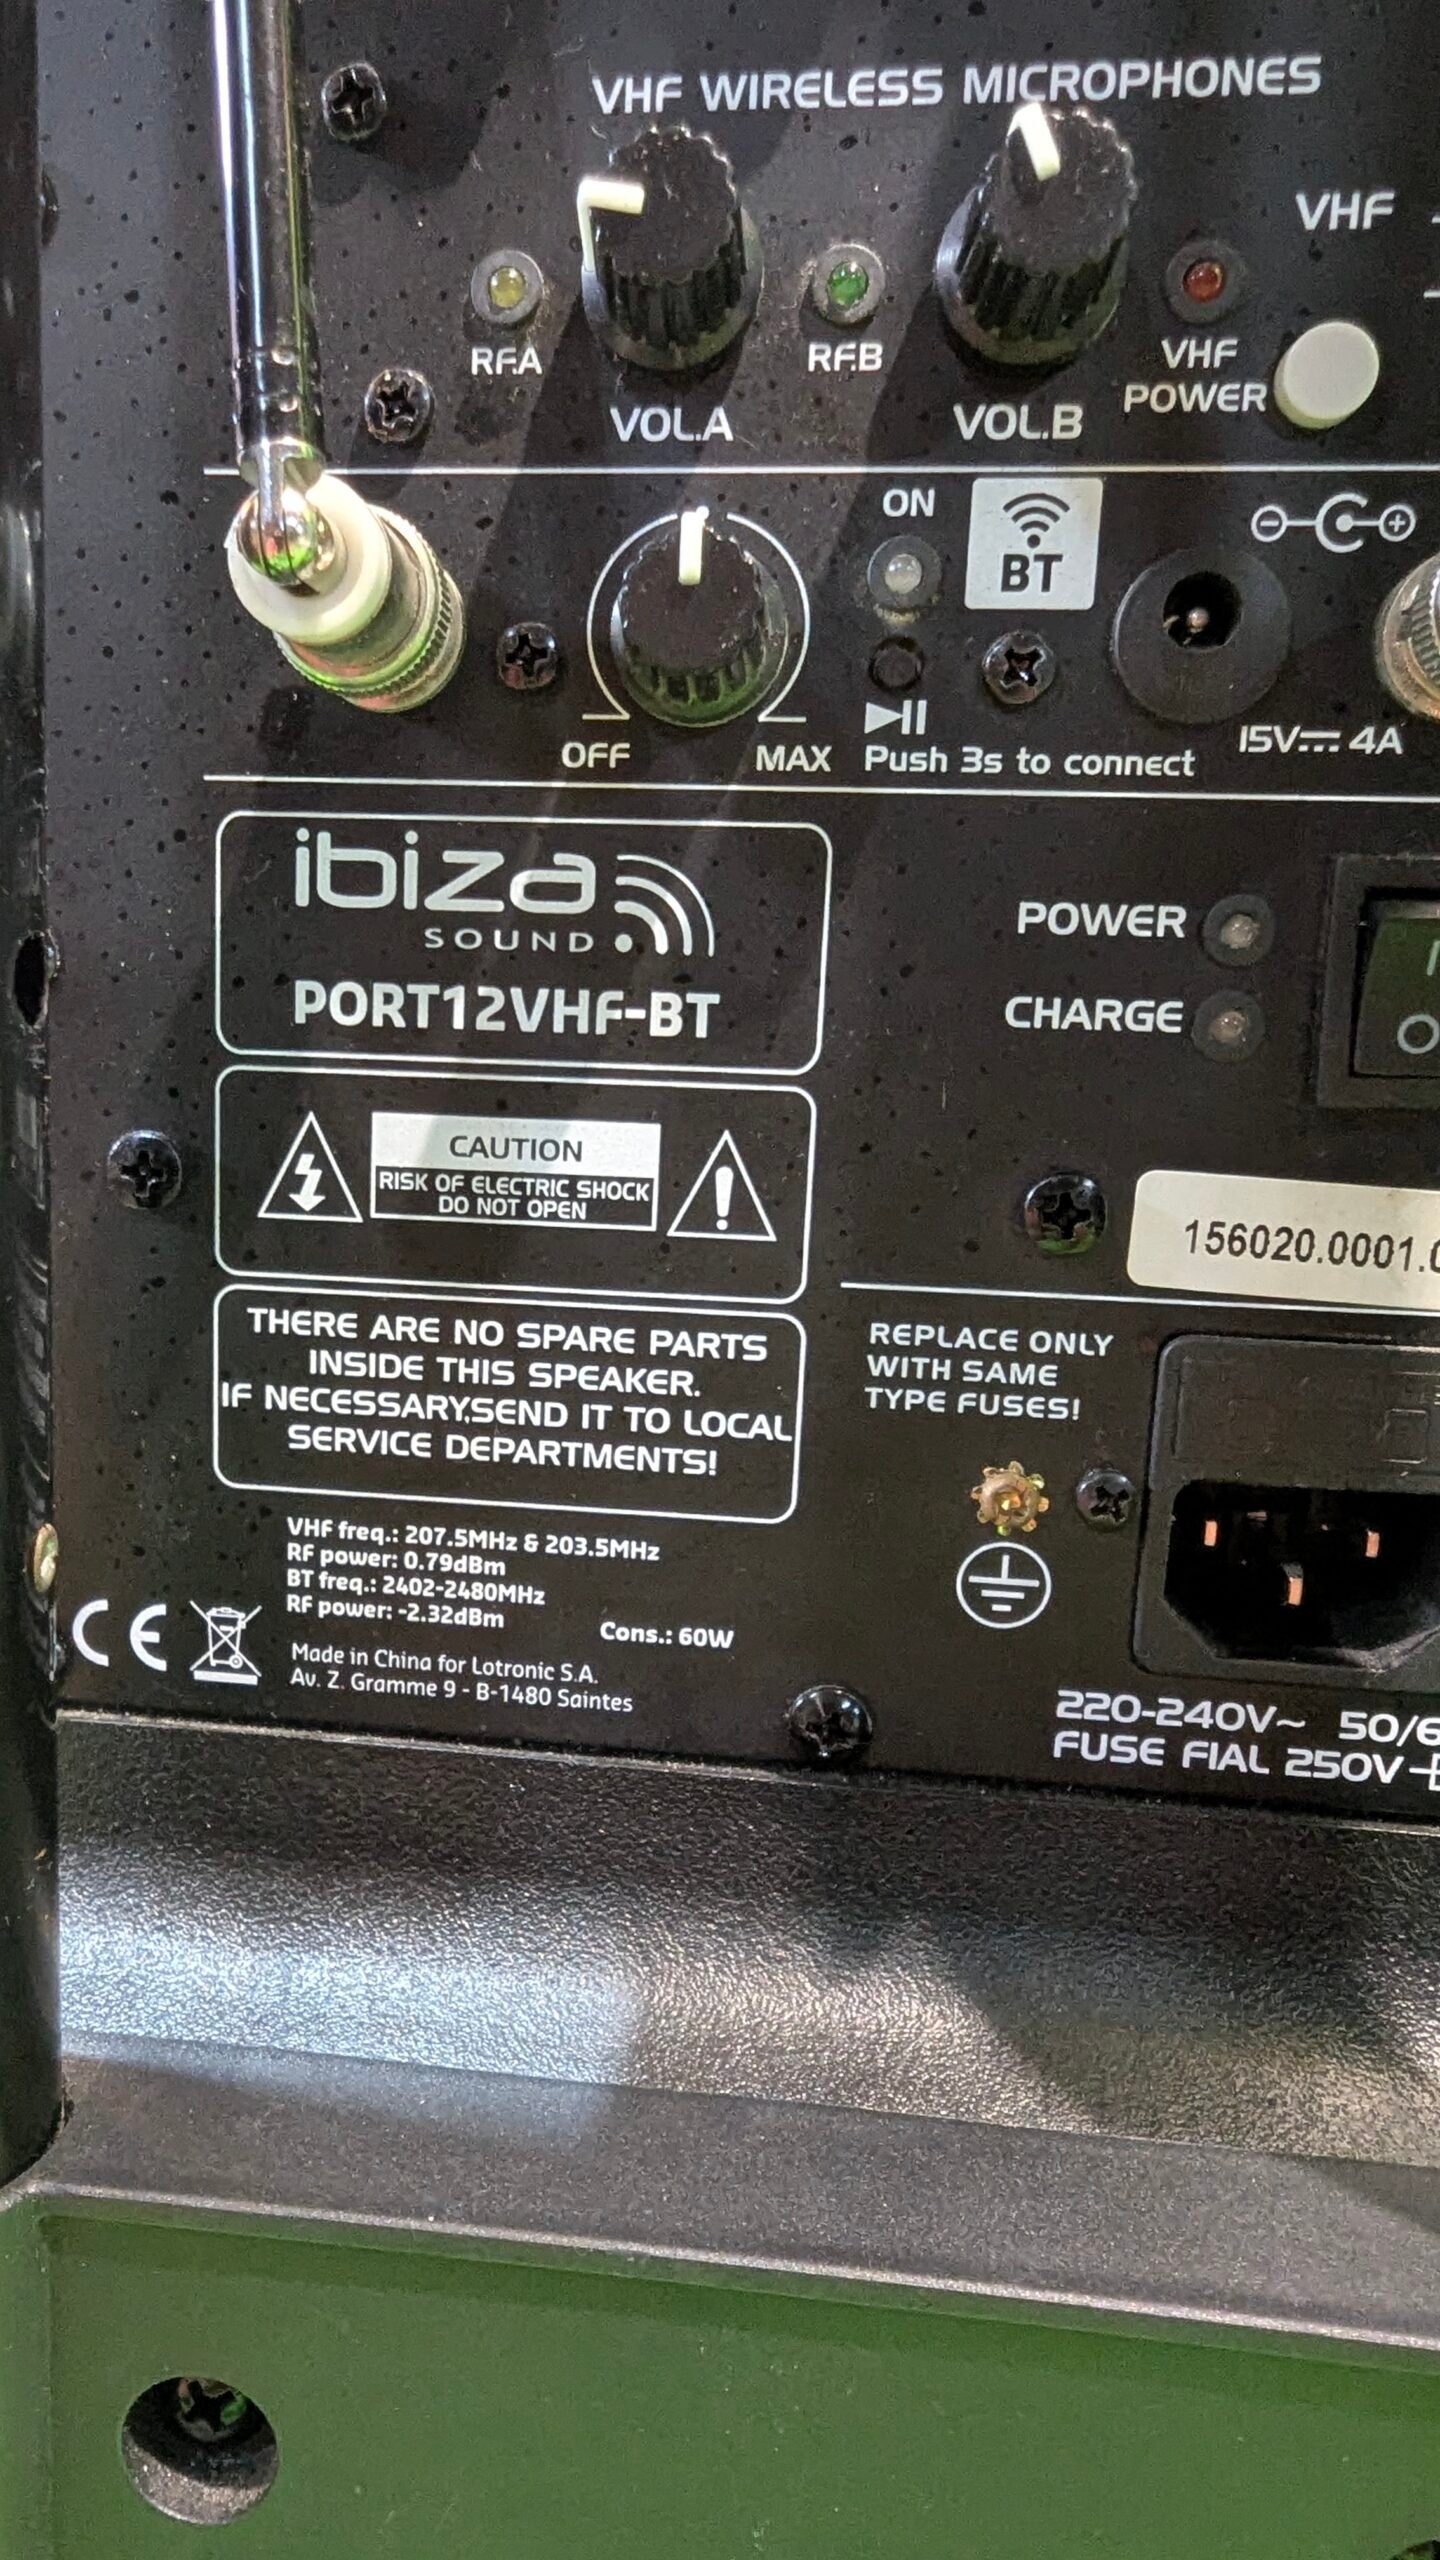 VHF WIRELESS MICROPHONES
VHF
RF.A
VOL.A
RF.B
VOL.B
VHF
POWER
ON
BT
OFF
MAX
Push 3s to connect
15V⎓ 4A
ibiza
SOUND
PORT12VHF-BT
POWER
CHARGE
I
O
CAUTION
RISK OF ELECTRIC SHOCK
DO NOT OPEN
156020.0001.
THERE ARE NO SPARE PARTS
INSIDE THIS SPEAKER.
IF NECESSARY,SEND IT TO LOCAL
SERVICE DEPARTMENTS!
REPLACE ONLY
WITH SAME
TYPE FUSES!
VHF freq.: 207.5MHz & 203.5MHz
RF power: 0.79dBm
BT freq.: 2402-2480MHz
RF power: -2.32dBm
Cons.: 60W
CE
Made in China for Lotronic S.A.
Av. Z. Gramme 9 - B-1480 Saintes
220-240V~ 50/6
FUSE F1AL 250V